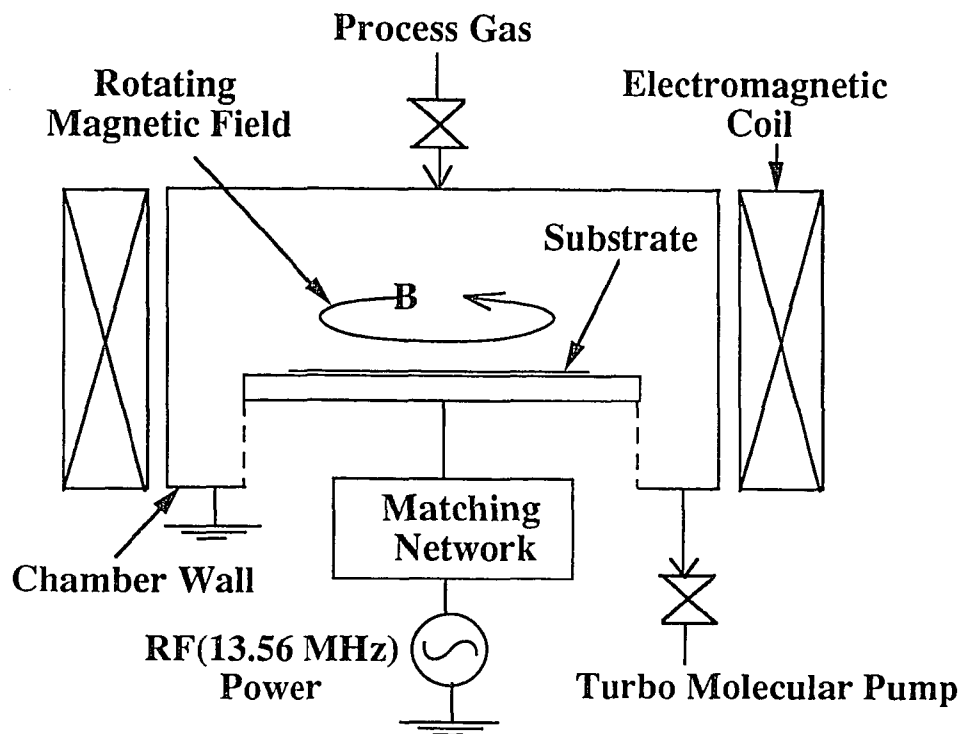 Process Gas
Rotating
Magnetic Field
Electromagnetic
Coil
Substrate
B
Matching
Network
Chamber Wall
RF(13.56 MHz)
Power
Turbo Molecular Pump